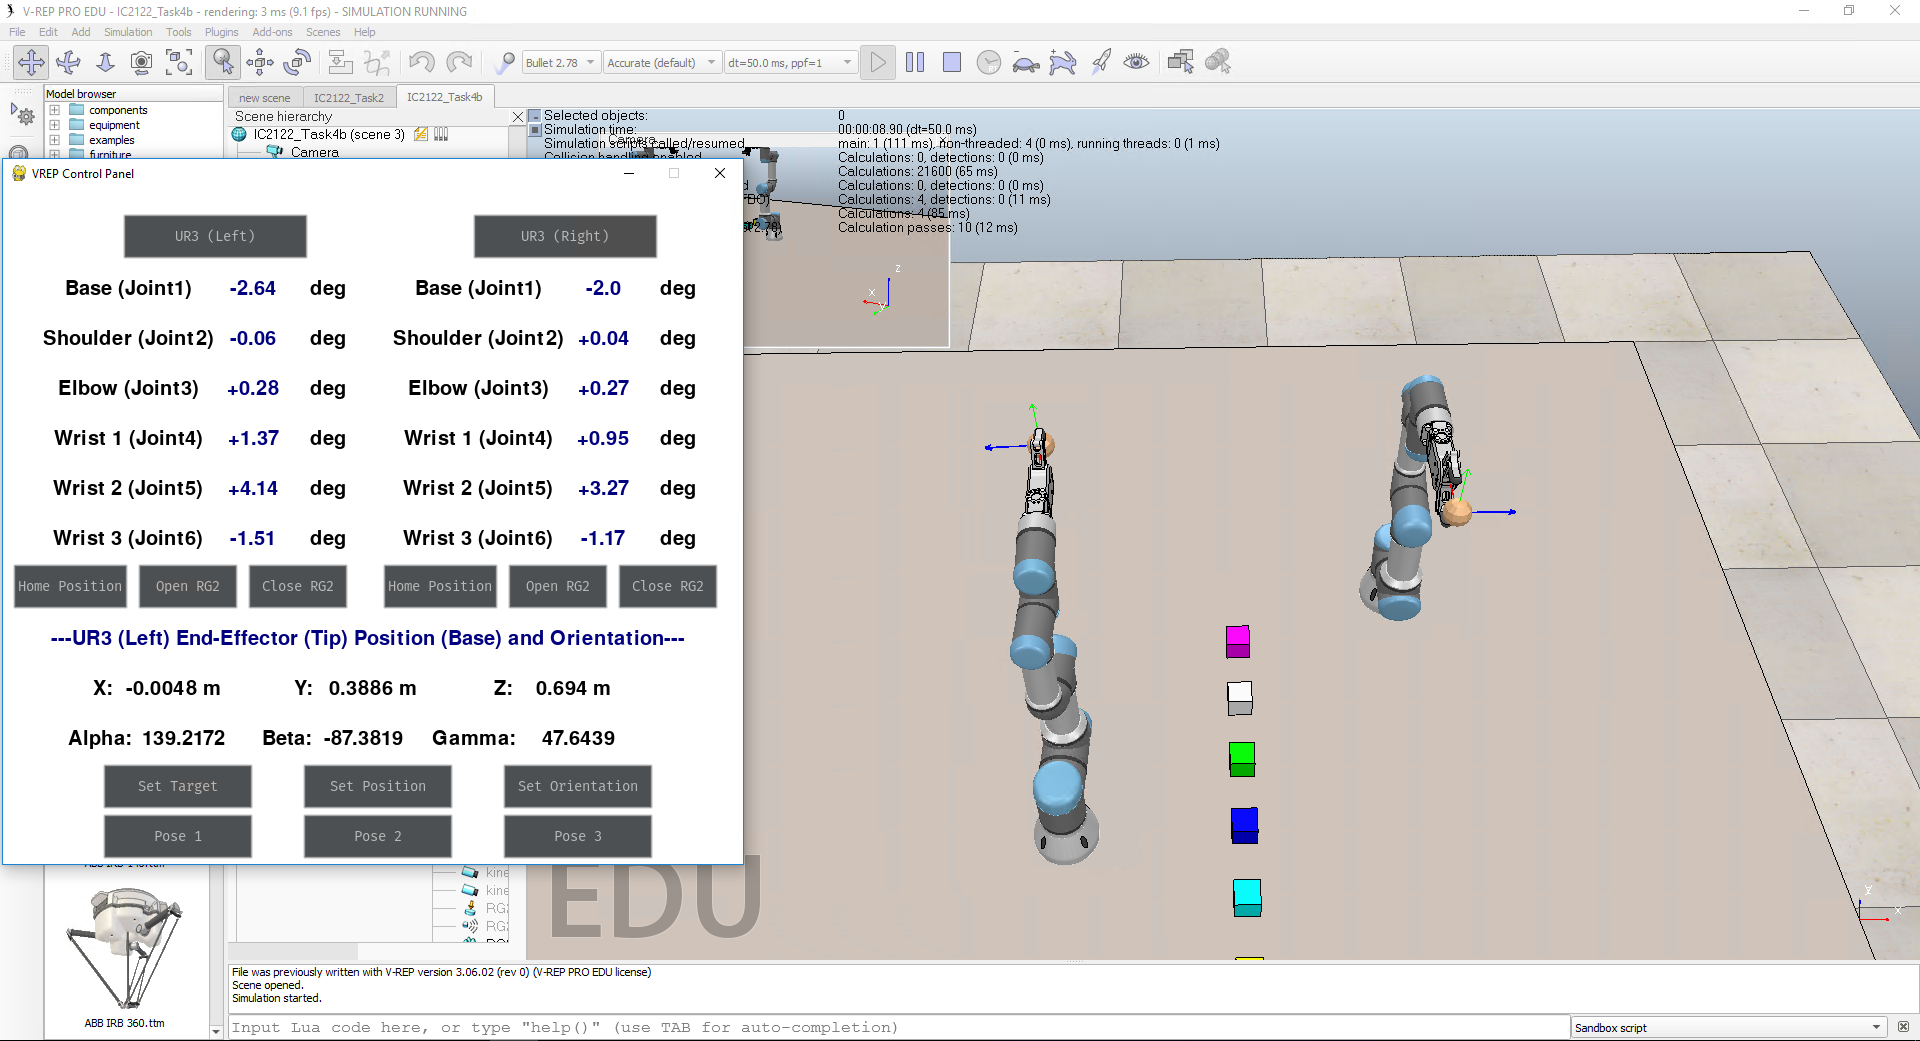 V-REP PRO EDU - IC2122_Task4b - rendering: 3 ms (9.1 fps) - SIMULATION RUNNING
File Edit Add Simulation Tools Plugins Add-ons Scenes Help
Bullet 2.78 Accurate (default) dt=50.0 ms, ppf=1
Model browser
components
equipment
examples
furniture
new scene IC2122_Task2 IC2122_Task4b
Scene hierarchy
IC2122_Task4b (scene 3)
Camera
Selected objects: 0
Simulation time: 00:00:08.90 (dt=50.0 ms)
Simulation scripts called/resumed main: 1 (111 ms), non-threaded: 4 (0 ms), running threads: 0 (1 ms)
Collision handling enabled Calculations: 0, detections: 0 (0 ms)
Calculations: 21600 (65 ms)
Calculations: 0, detections: 0 (0 ms)
Calculations: 4, detections: 0 (11 ms)
Calculations: 4 (85 ms)
Calculation passes: 10 (12 ms)
Camera
z
x
VREP Control Panel
UR3 (Left) UR3 (Right)
Base (Joint1) -2.64 deg Base (Joint1) -2.0 deg
Shoulder (Joint2) -0.06 deg Shoulder (Joint2) +0.04 deg
Elbow (Joint3) +0.28 deg Elbow (Joint3) +0.27 deg
Wrist 1 (Joint4) +1.37 deg Wrist 1 (Joint4) +0.95 deg
Wrist 2 (Joint5) +4.14 deg Wrist 2 (Joint5) +3.27 deg
Wrist 3 (Joint6) -1.51 deg Wrist 3 (Joint6) -1.17 deg
Home Position Open RG2 Close RG2 Home Position Open RG2 Close RG2
---UR3 (Left) End-Effector (Tip) Position (Base) and Orientation---
X: -0.0048 m Y: 0.3886 m Z: 0.694 m
Alpha: 139.2172 Beta: -87.3819 Gamma: 47.6439
Set Target Set Position Set Orientation
Pose 1 Pose 2 Pose 3
kine
kine
RG2
RG2
EDU
ABB IRB 360.ttm
Y
X
File was previously written with V-REP version 3.06.02 (rev 0) (V-REP PRO EDU license)
Scene opened.
Simulation started.
Input Lua code here, or type "help()" (use TAB for auto-completion)
Sandbox script